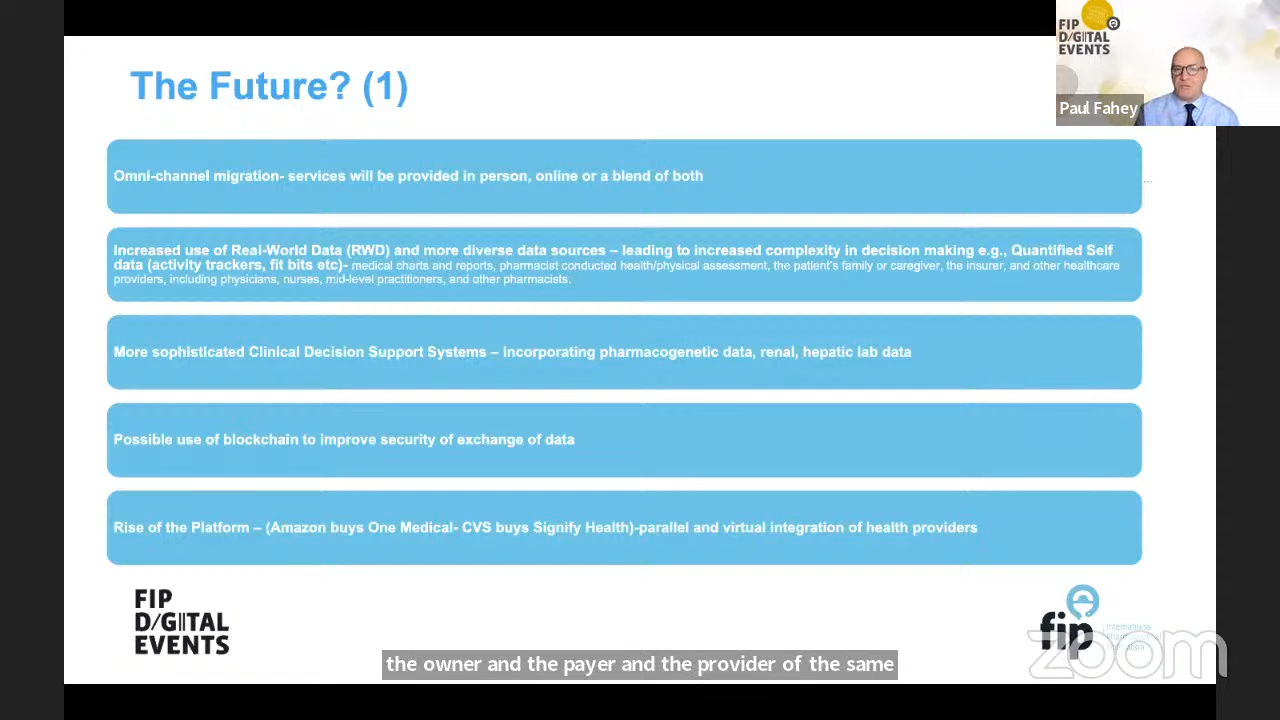 FIP
D/G||TAL
EVENTS
Paul Fahey
The Future? (1)
Omni-channel migration- services will be provided in person, online or a blend of both
...
Increased use of Real-World Data (RWD) and more diverse data sources – leading to increased complexity in decision making e.g., Quantified Self
data (activity trackers, fit bits etc)- medical charts and reports, pharmacist conducted health/physical assessment, the patient's family or caregiver, the insurer, and other healthcare
providers, including physicians, nurses, mid-level practitioners, and other pharmacists.
More sophisticated Clinical Decision Support Systems – incorporating pharmacogenetic data, renal, hepatic lab data
Possible use of blockchain to improve security of exchange of data
Rise of the Platform – (Amazon buys One Medical- CVS buys Signify Health)-parallel and virtual integration of health providers
FIP
D/G||TAL
EVENTS
fip
International
zoom
the owner and the payer and the provider of the same